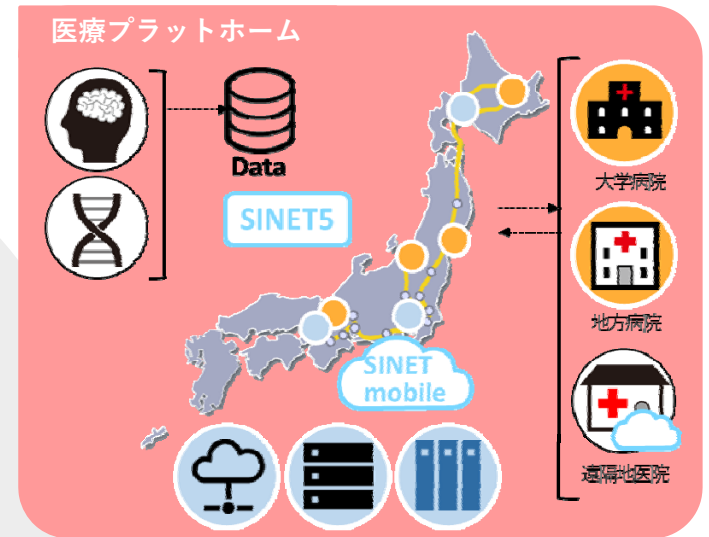 医療プラットホーム
Data
SINET5
SINET
mobile
大学病院
地方病院
遠隔地医院